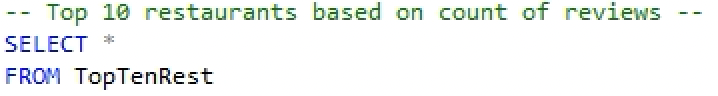 -- Top 10 restaurants based on count of reviews --
SELECT *
FROM TopTenRest